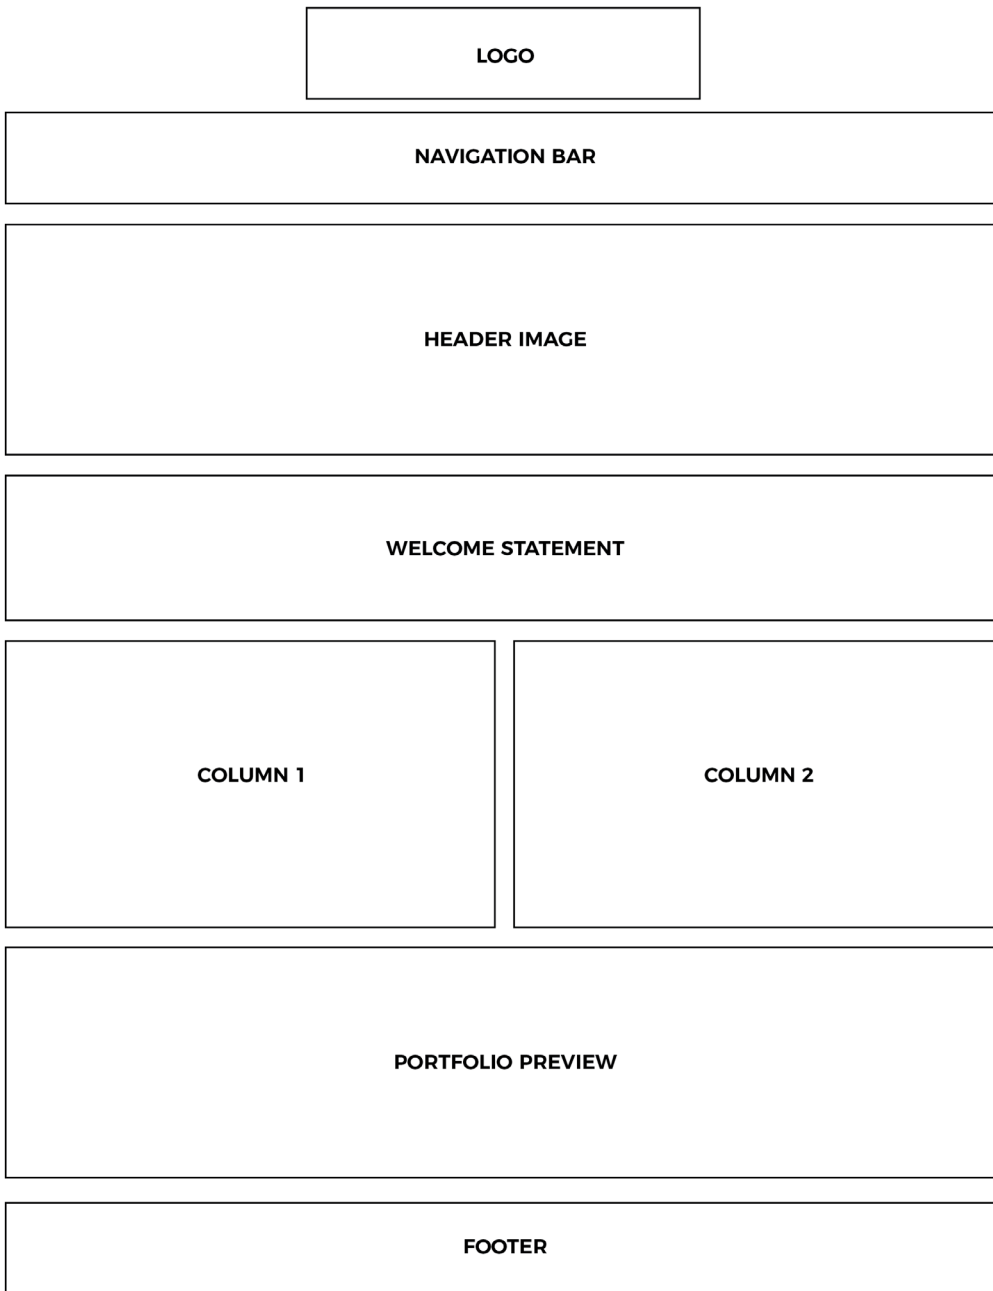 LOGO
NAVIGATION BAR
HEADER IMAGE
WELCOME STATEMENT
COLUMN 1
COLUMN 2
PORTFOLIO PREVIEW
FOOTER